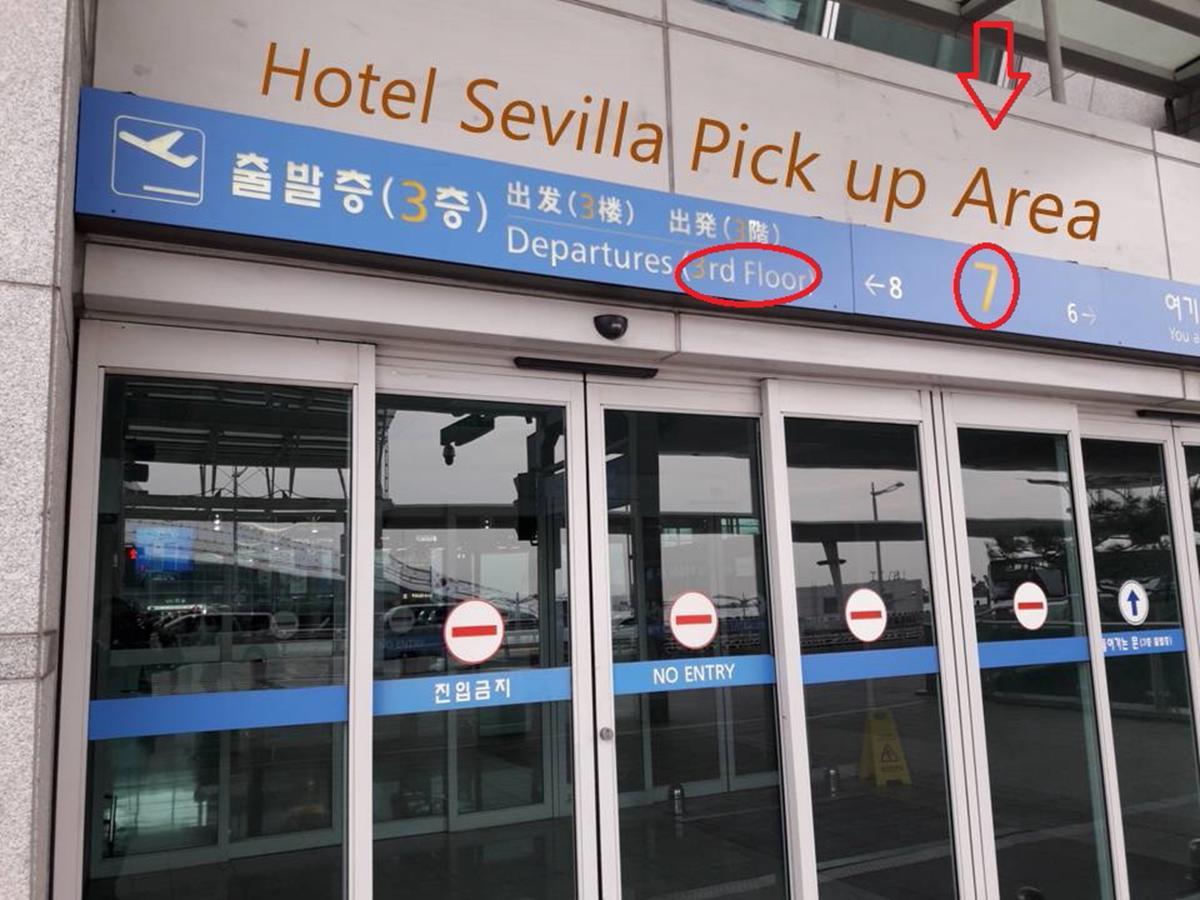 Hotel Sevilla Pick up Area
출발층(3층)
出发(3楼) 出発(3階)
Departures (3rd Floor)
←8
7
6→
여기
You a
진입금지
NO ENTRY